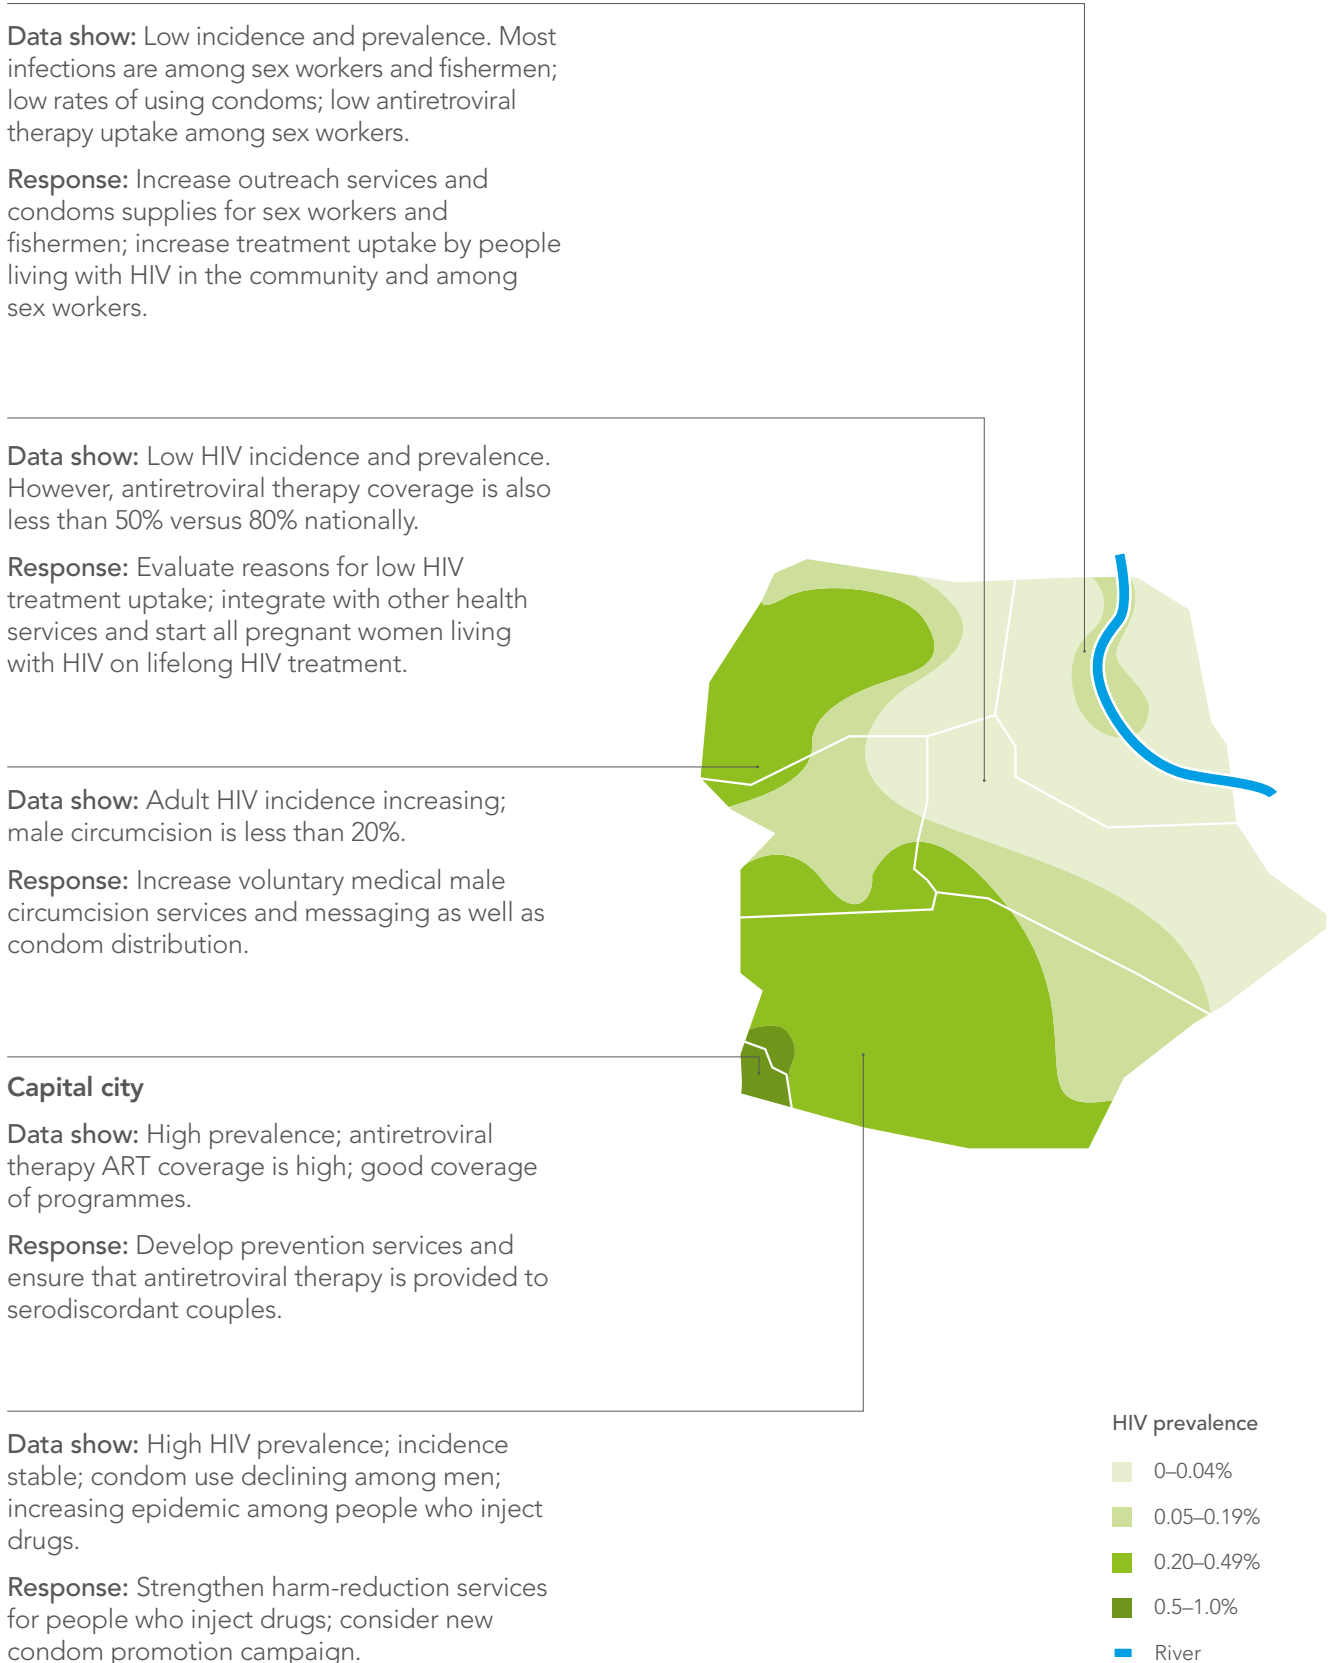 Data show: Low incidence and prevalence. Most
infections are among sex workers and fishermen;
low rates of using condoms; low antiretroviral
therapy uptake among sex workers.
Response: Increase outreach services and
condoms supplies for sex workers and
fishermen; increase treatment uptake by people
living with HIV in the community and among
sex workers.
Data show: Low HIV incidence and prevalence.
However, antiretroviral therapy coverage is also
less than 50% versus 80% nationally.
Response: Evaluate reasons for low HIV
treatment uptake; integrate with other health
services and start all pregnant women living
with HIV on lifelong HIV treatment.
Data show: Adult HIV incidence increasing;
male circumcision is less than 20%.
Response: Increase voluntary medical male
circumcision services and messaging as well as
condom distribution.
Capital city
Data show: High prevalence; antiretroviral
therapy ART coverage is high; good coverage
of programmes.
Response: Develop prevention services and
ensure that antiretroviral therapy is provided to
serodiscordant couples.
Data show: High HIV prevalence; incidence
stable; condom use declining among men;
increasing epidemic among people who inject
drugs.
Response: Strengthen harm-reduction services
for people who inject drugs; consider new
condom promotion campaign.
HIV prevalence
0–0.04%
0.05–0.19%
0.20–0.49%
0.5–1.0%
River